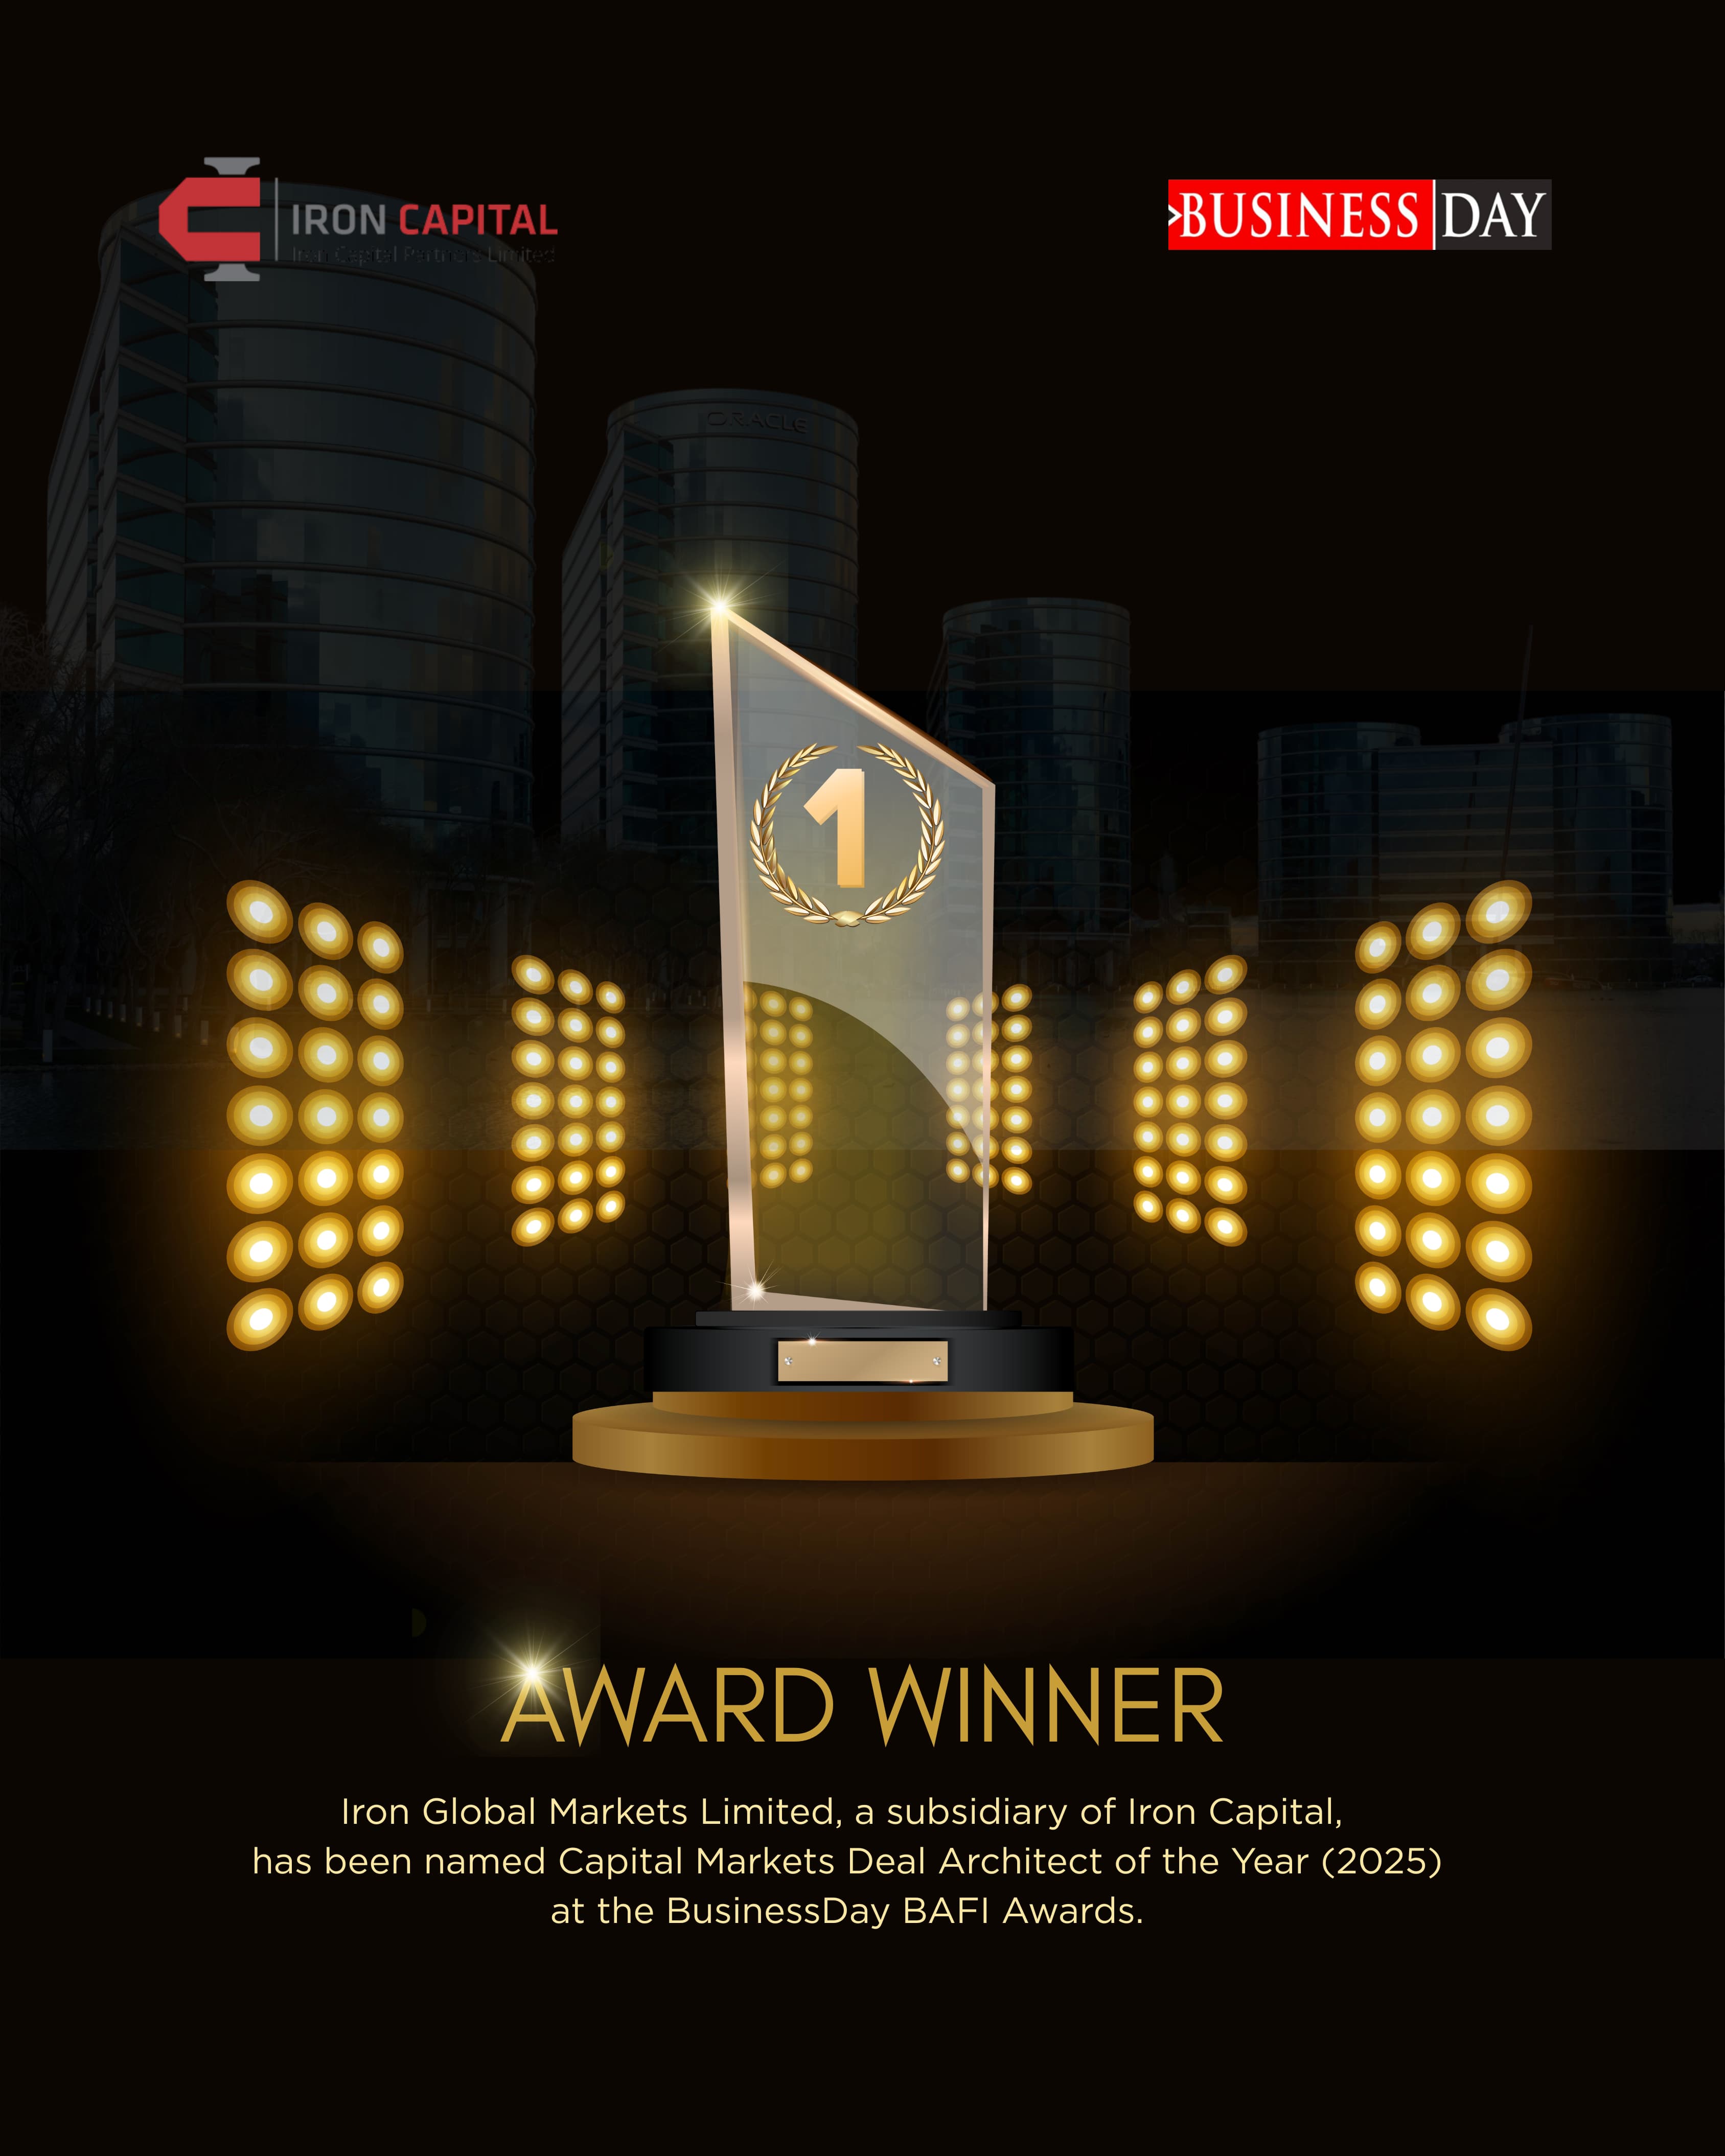 IRON CAPITAL
Iron Capital Partners Limited
BUSINESS DAY
ORACLE
1
AWARD WINNER
Iron Global Markets Limited, a subsidiary of Iron Capital,
has been named Capital Markets Deal Architect of the Year (2025)
at the BusinessDay BAFI Awards.